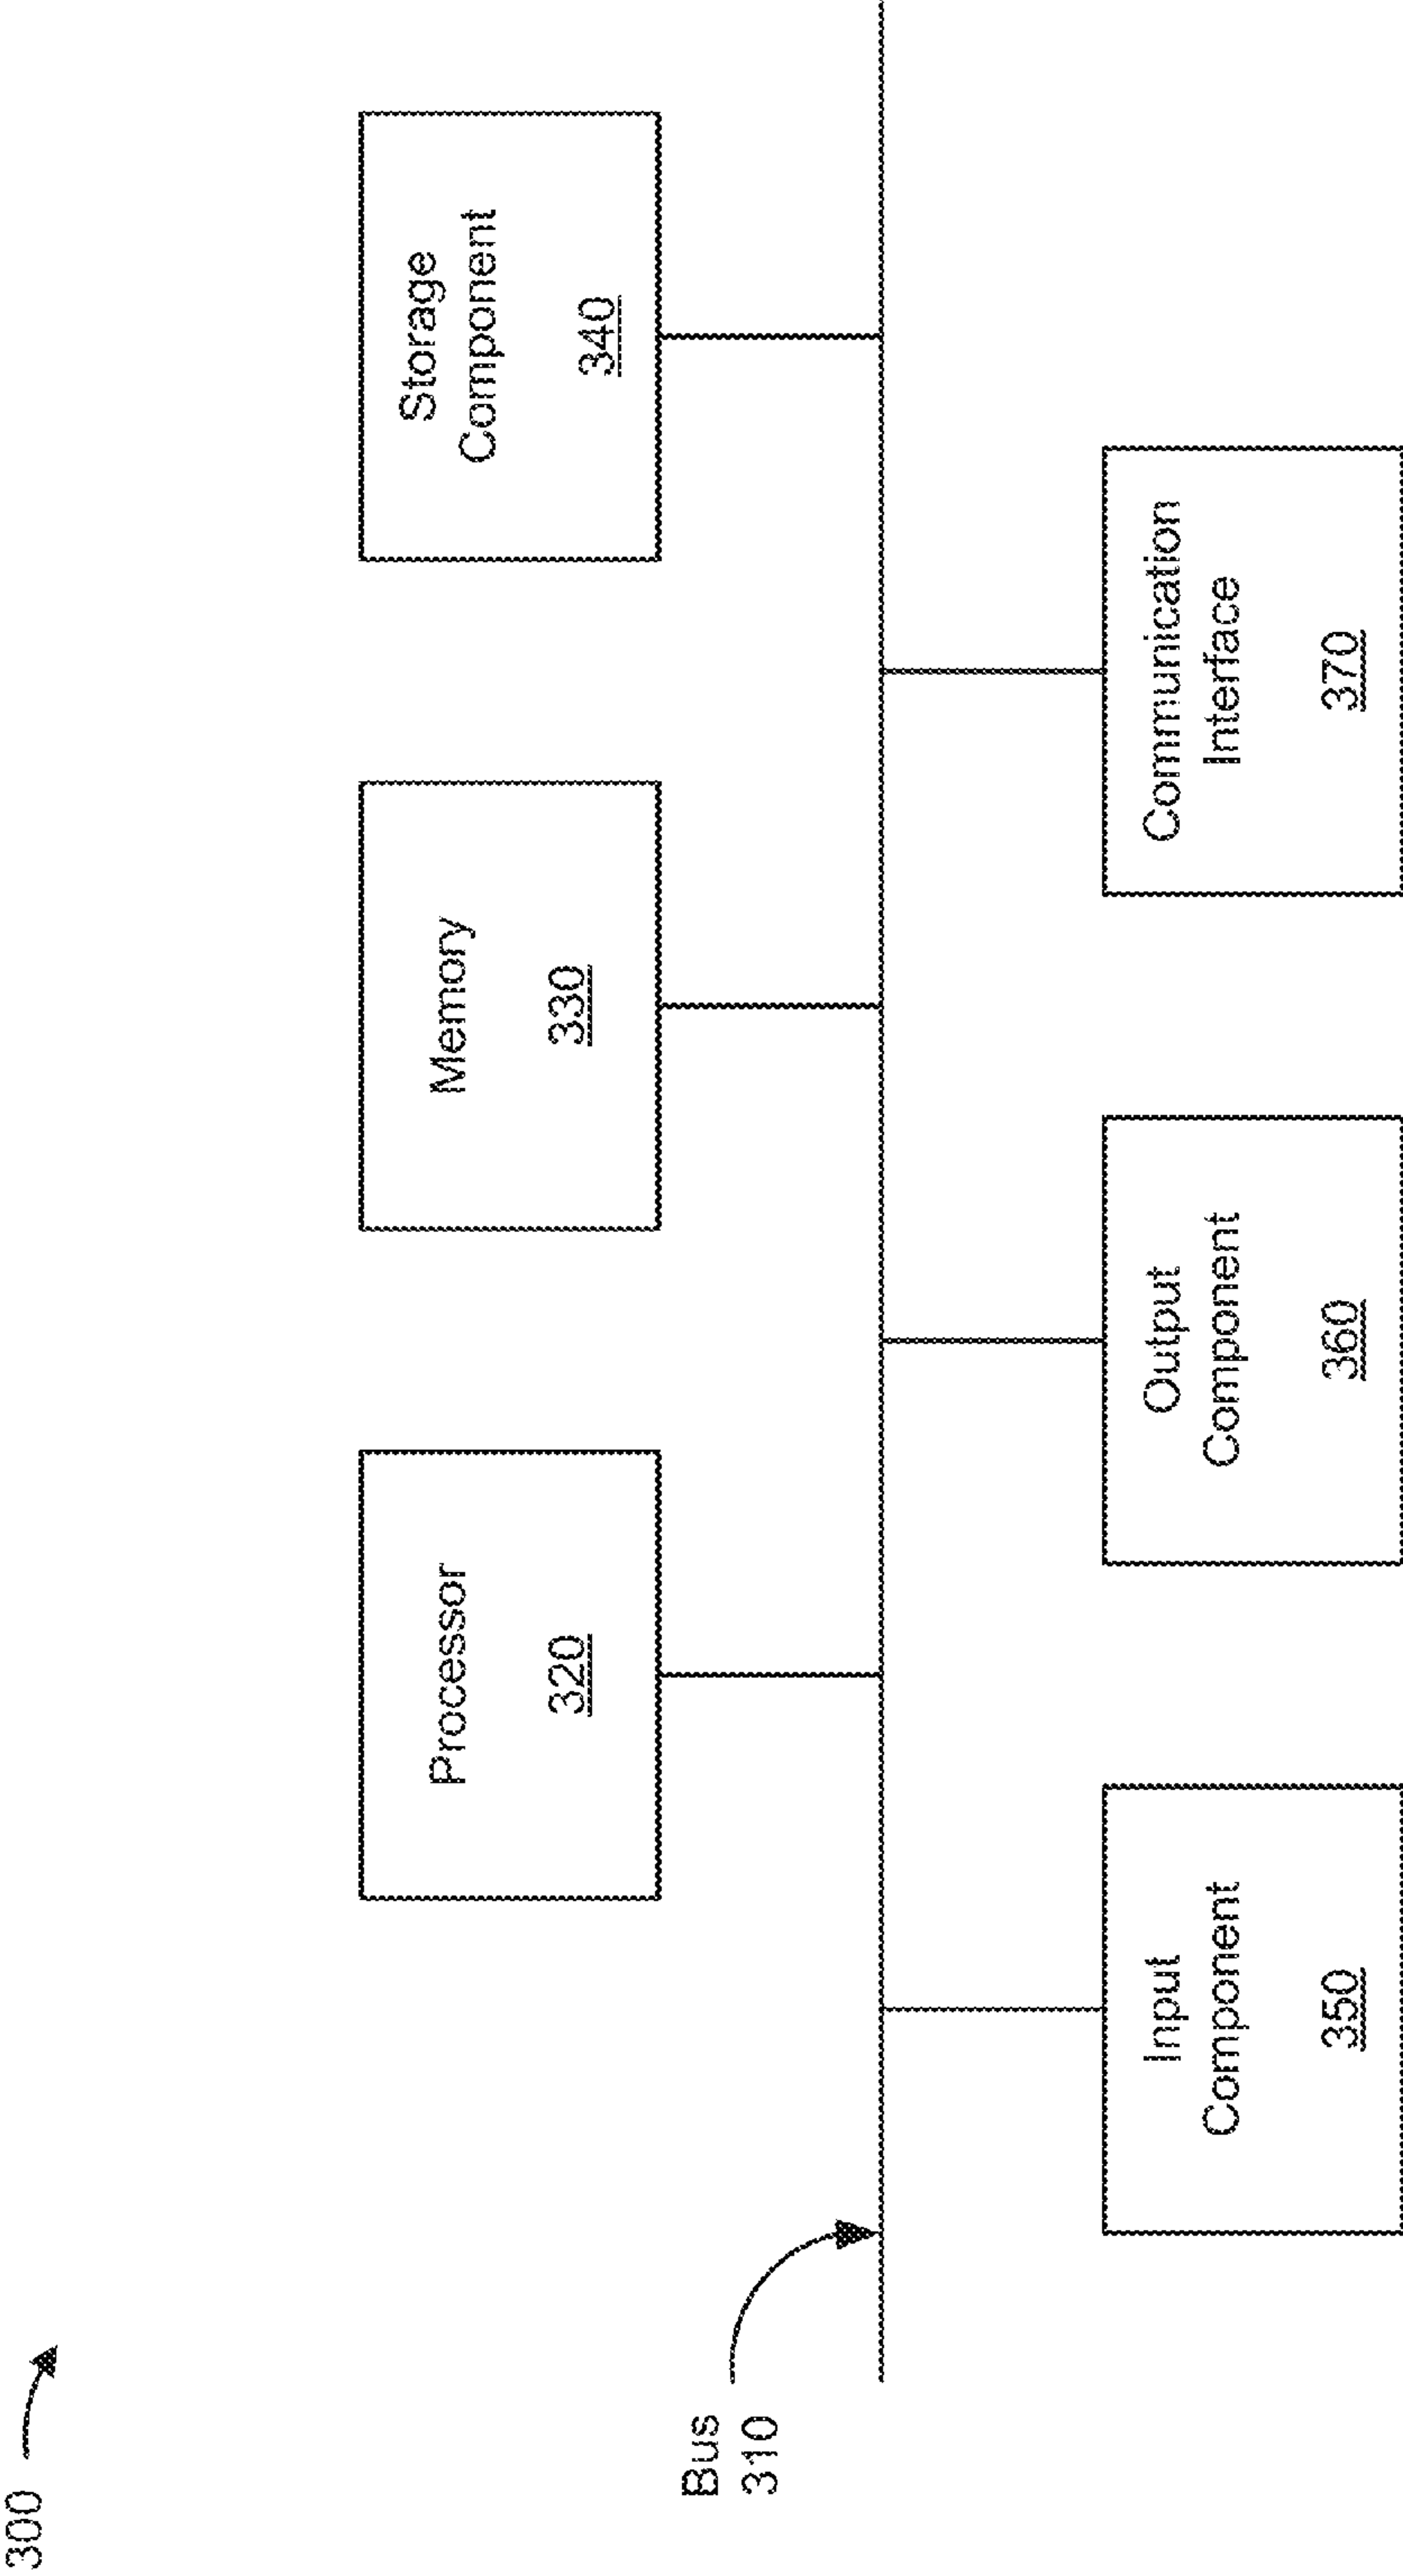 300
Processor
320
Memory
330
Storage
Component
340
Bus
310
Input
Component
350
Output
Component
360
Communication
Interface
370